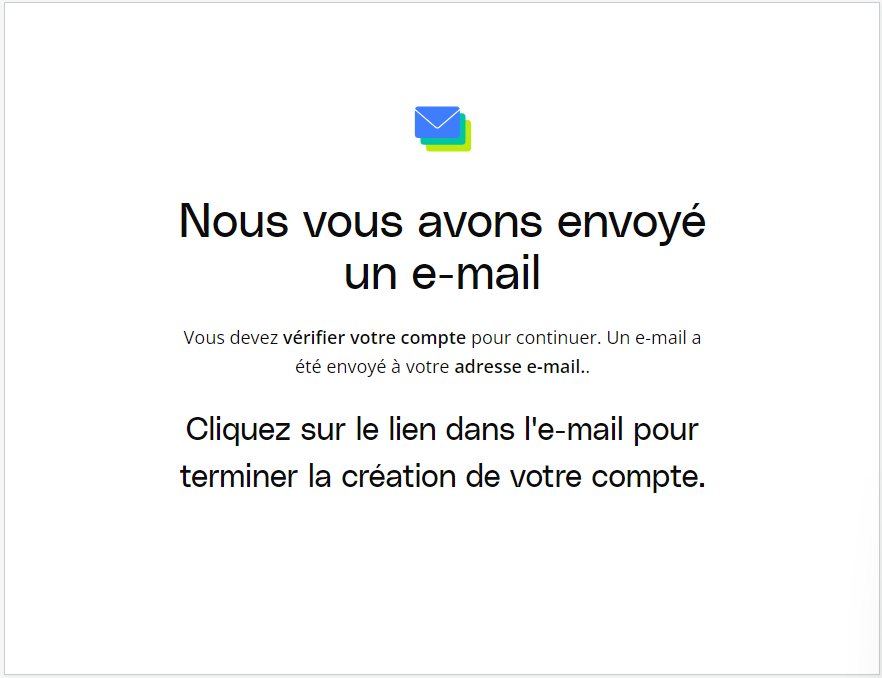 Nous vous avons envoyé
un e-mail
Vous devez vérifier votre compte pour continuer. Un e-mail a
été envoyé à votre adresse e-mail..
Cliquez sur le lien dans l'e-mail pour
terminer la création de votre compte.